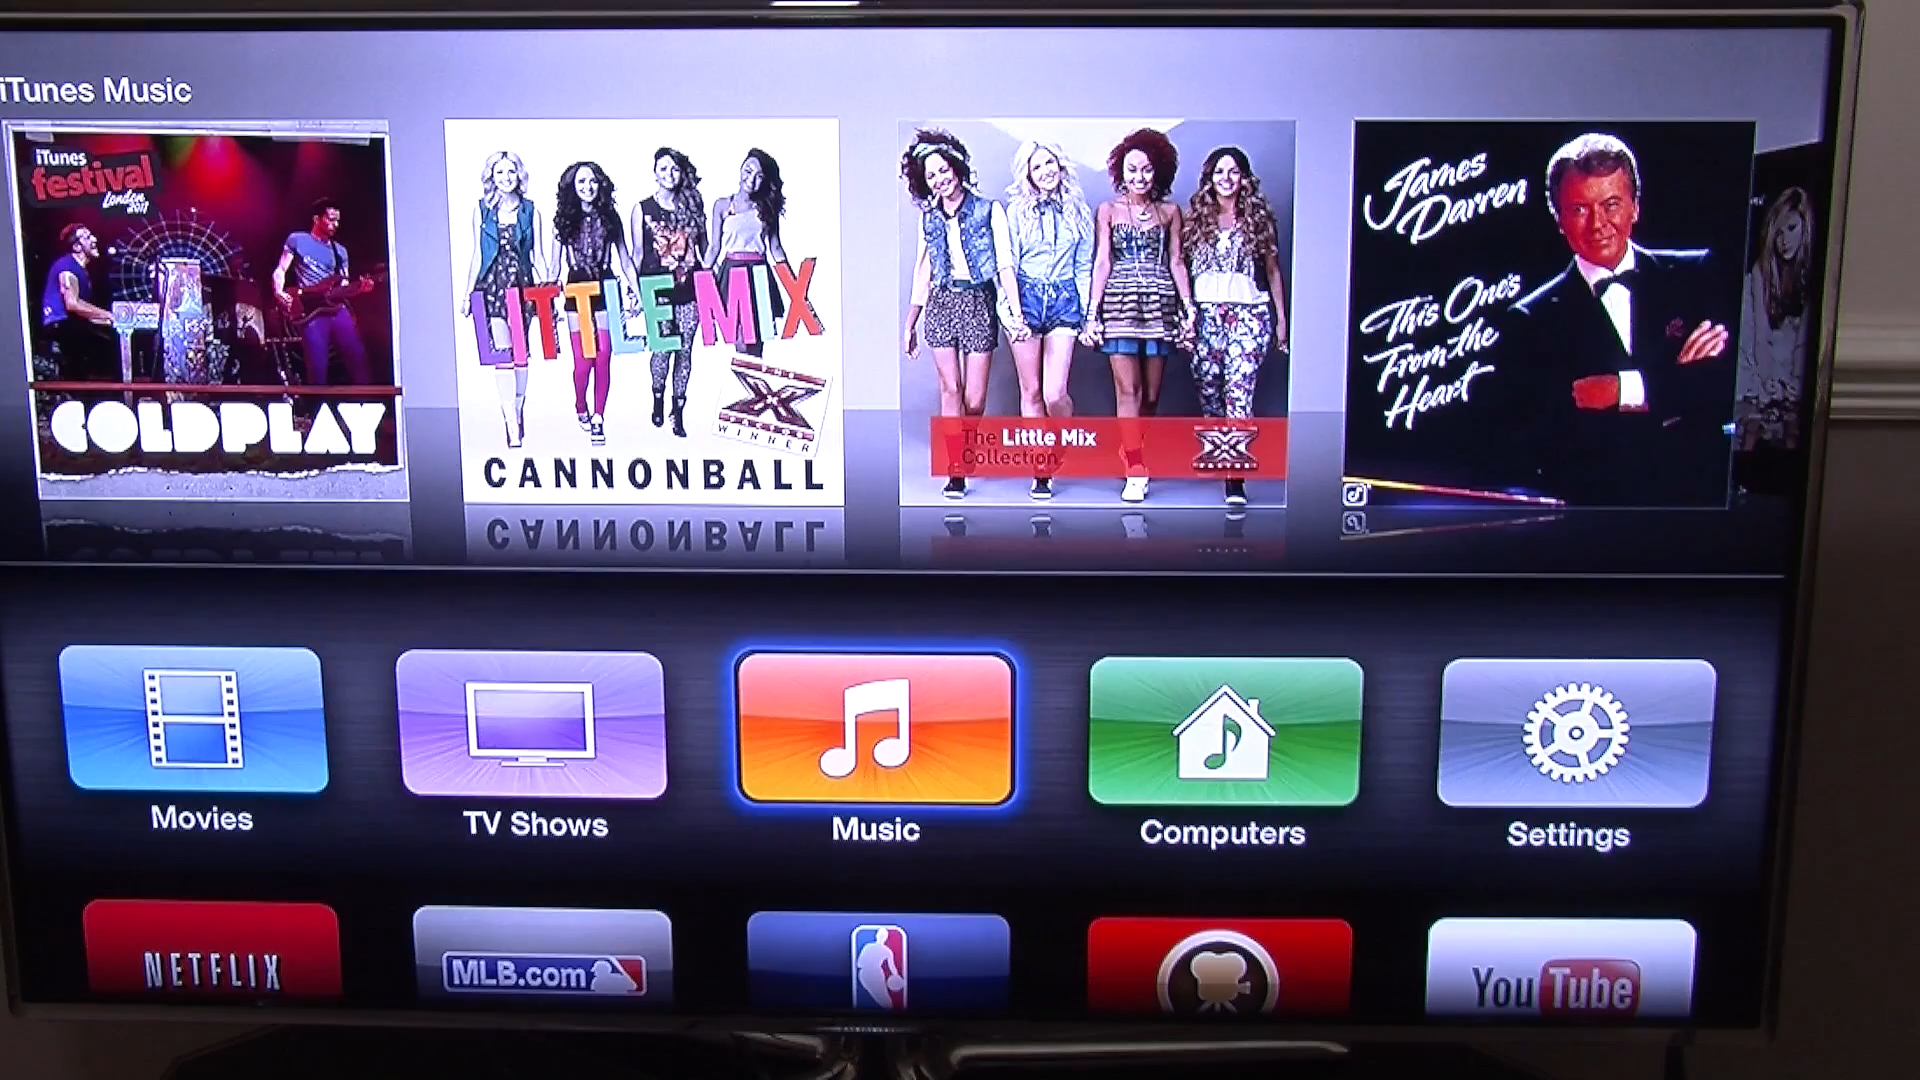 iTunes Music
iTunes
festival
London
2011
COLDPLAY
LITTLE MIX
WINNER
CANNONBALL
The Little Mix
Collection
James
Darren
This One's
From the
Heart
Movies
TV Shows
Music
Computers
Settings
NETFLIX
MLB.com
YouTube